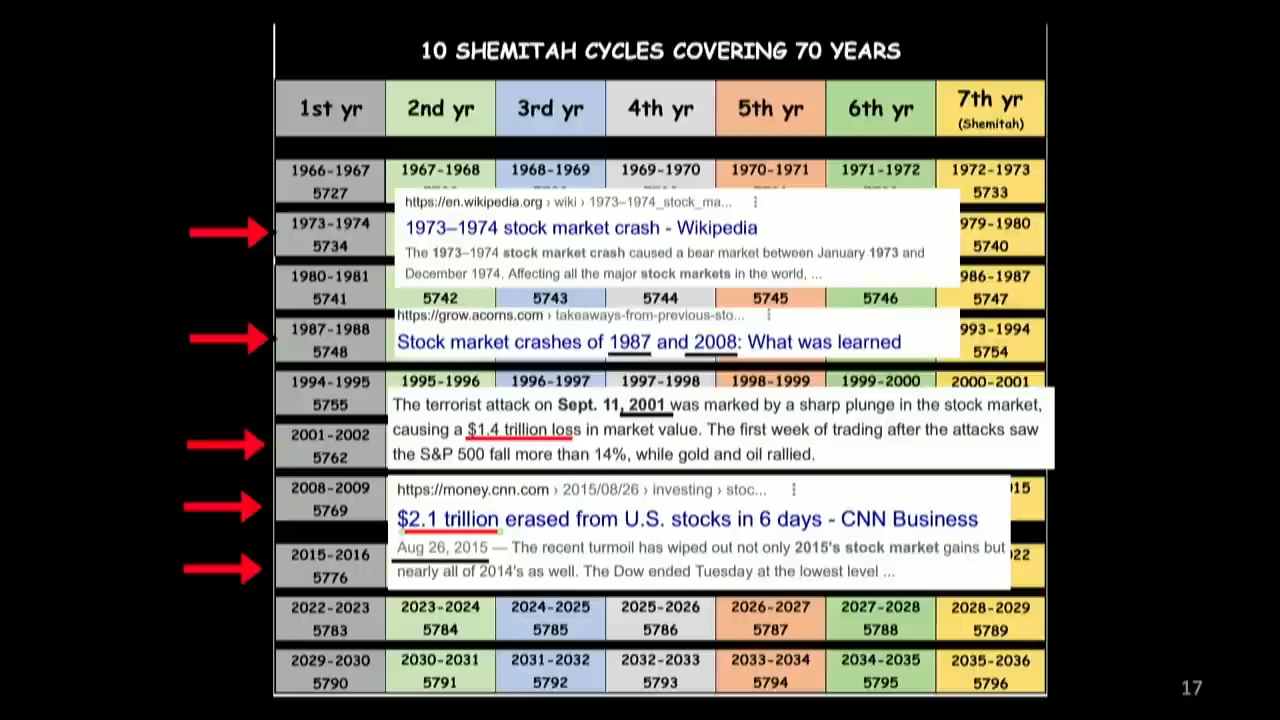 10 SHEMITAH CYCLES COVERING 70 YEARS
1st yr 2nd yr 3rd yr 4th yr 5th yr 6th yr 7th yr
(Shemitah)
1966-1967 1967-1968 1968-1969 1969-1970 1970-1971 1971-1972 1972-1973
5727 5733
https://en.wikipedia.org › wiki › 1973–1974_stock_ma...
1973-1974 1973–1974 stock market crash - Wikipedia 979-1980
5734 The 1973–1974 stock market crash caused a bear market between January 1973 and 5740
December 1974. Affecting all the major stock markets in the world, ...
1980-1981 986-1987
5741 5742 5743 5744 5745 5746 5747
https://grow.acorns.com › takeaways-from-previous-sto...
1987-1988 993-1994
5748 Stock market crashes of 1987 and 2008: What was learned 5754
1994-1995 1995-1996 1996-1997 1997-1998 1998-1999 1999-2000 2000-2001
5755 The terrorist attack on Sept. 11, 2001 was marked by a sharp plunge in the stock market,
2001-2002 causing a $1.4 trillion loss in market value. The first week of trading after the attacks saw
5762 the S&P 500 fall more than 14%, while gold and oil rallied.
2008-2009 https://money.cnn.com › 2015/08/26 › investing › stoc... 015
5769 $2.1 trillion erased from U.S. stocks in 6 days - CNN Business
2015-2016 Aug 26, 2015 — The recent turmoil has wiped out not only 2015's stock market gains but 022
5776 nearly all of 2014's as well. The Dow ended Tuesday at the lowest level ...
2022-2023 2023-2024 2024-2025 2025-2026 2026-2027 2027-2028 2028-2029
5783 5784 5785 5786 5787 5788 5789
2029-2030 2030-2031 2031-2032 2032-2033 2033-2034 2034-2035 2035-2036
5790 5791 5792 5793 5794 5795 5796
17